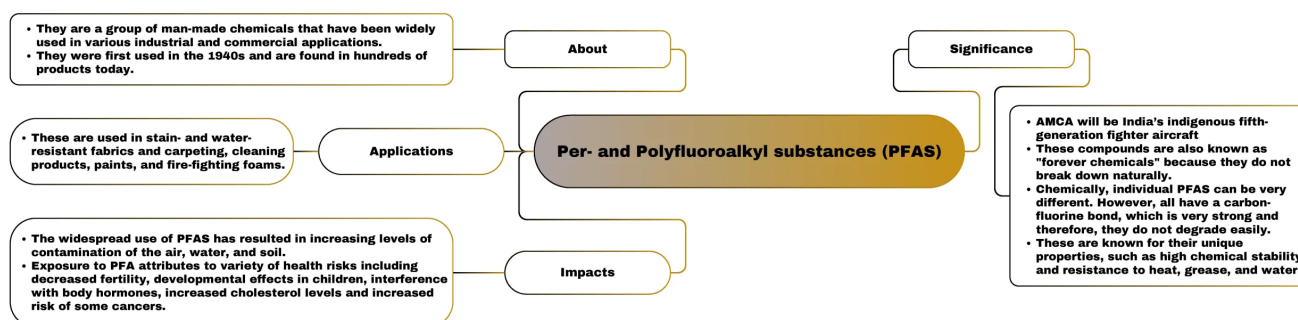 • They are a group of man-made chemicals that have been widely
used in various industrial and commercial applications.
• They were first used in the 1940s and are found in hundreds of
products today.
About
• These are used in stain- and water-
resistant fabrics and carpeting, cleaning
products, paints, and fire-fighting foams.
Applications
• The widespread use of PFAS has resulted in increasing levels of
contamination of the air, water, and soil.
• Exposure to PFA attributes to variety of health risks including
decreased fertility, developmental effects in children, interference
with body hormones, increased cholesterol levels and increased
risk of some cancers.
Impacts
Per- and Polyfluoroalkyl substances (PFAS)
Significance
• AMCA will be India's indigenous fifth-
generation fighter aircraft
• These compounds are also known as
"forever chemicals" because they do not
break down naturally.
• Chemically, individual PFAS can be very
different. However, all have a carbon-
fluorine bond, which is very strong and
therefore, they do not degrade easily.
• These are known for their unique
properties, such as high chemical stability
and resistance to heat, grease, and water